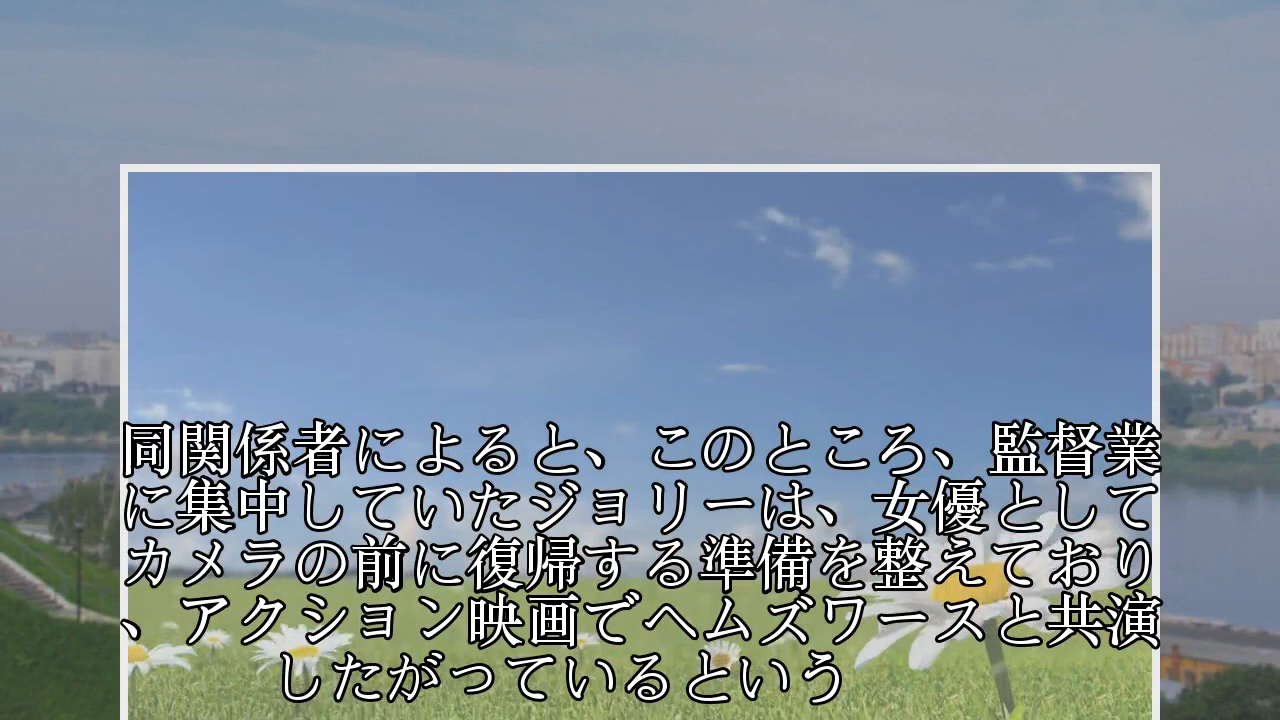 同関係者によると、このところ、監督業
に集中していたジョリーは、女優として
カメラの前に復帰する準備を整えており
、アクション映画でヘムズワースと共演
したがっているという